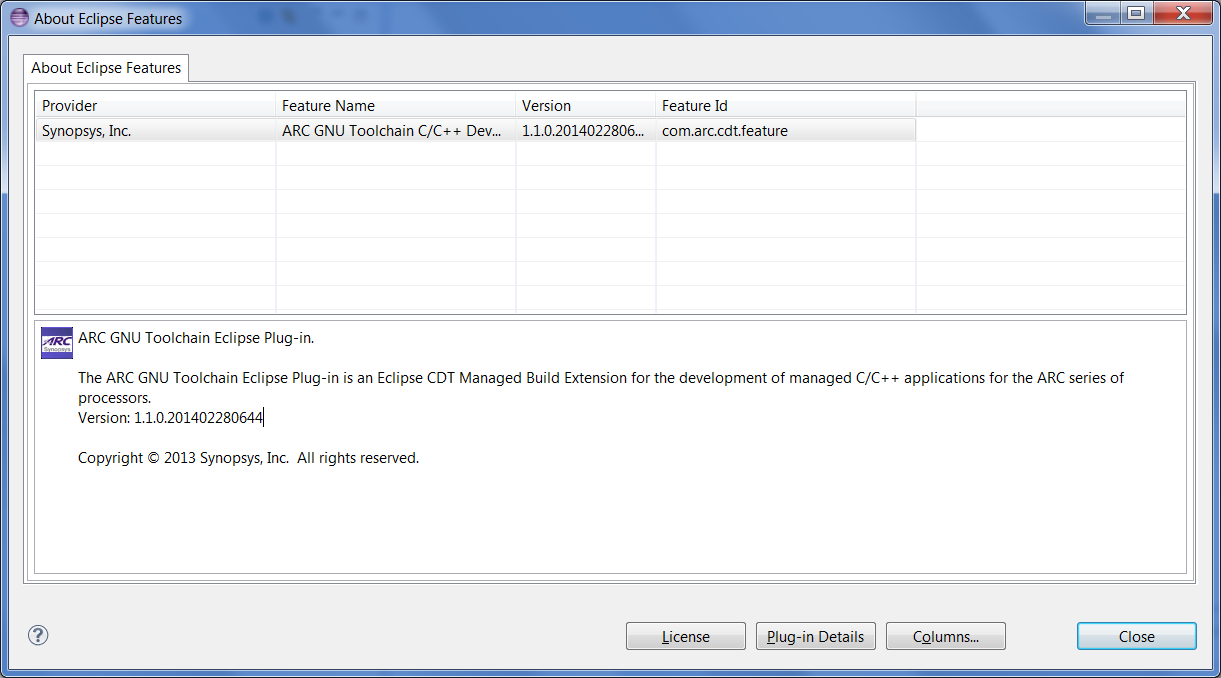 About Eclipse Features
About Eclipse Features
Provider Feature Name Version Feature Id
Synopsys, Inc. ARC GNU Toolchain C/C++ Dev... 1.1.0.2014022806... com.arc.cdt.feature
ARC
Synopsys
ARC GNU Toolchain Eclipse Plug-in.
The ARC GNU Toolchain Eclipse Plug-in is an Eclipse CDT Managed Build Extension for the development of managed C/C++ applications for the ARC series of
processors.
Version: 1.1.0.201402280644
Copyright © 2013 Synopsys, Inc.  All rights reserved.
?
License Plug-in Details Columns... Close